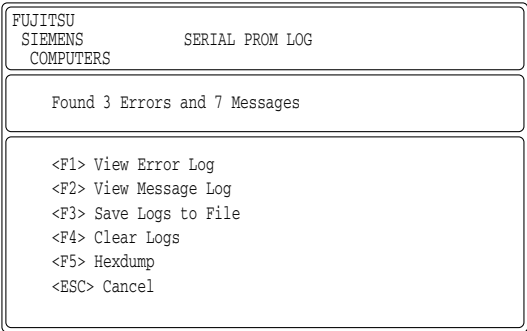 FUJITSU
SIEMENS SERIAL PROM LOG
COMPUTERS
Found 3 Errors and 7 Messages
<F1> View Error Log
<F2> View Message Log
<F3> Save Logs to File
<F4> Clear Logs
<F5> Hexdump
<ESC> Cancel